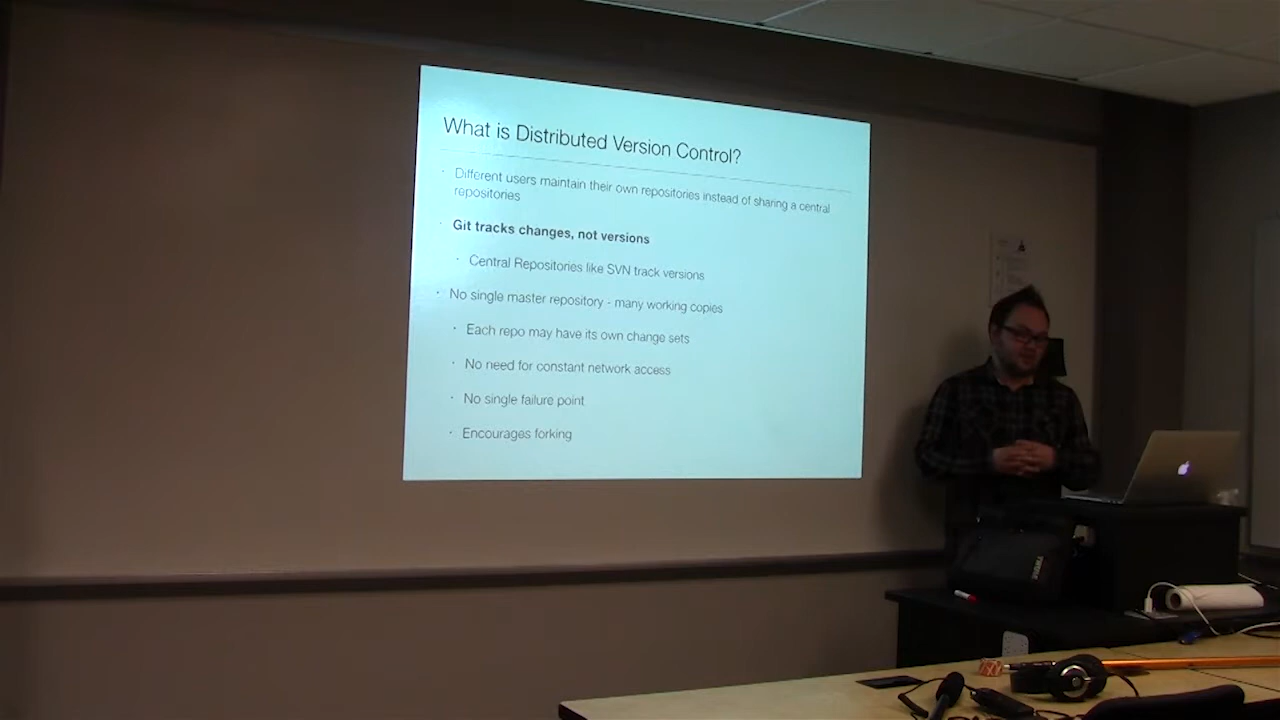 What is Distributed Version Control?
Different users maintain their own repositories instead of sharing a central
repositories
Git tracks changes, not versions
Central Repositories like SVN track versions
No single master repository - many working copies
Each repo may have its own change sets
No need for constant network access
No single failure point
Encourages forking
THULE